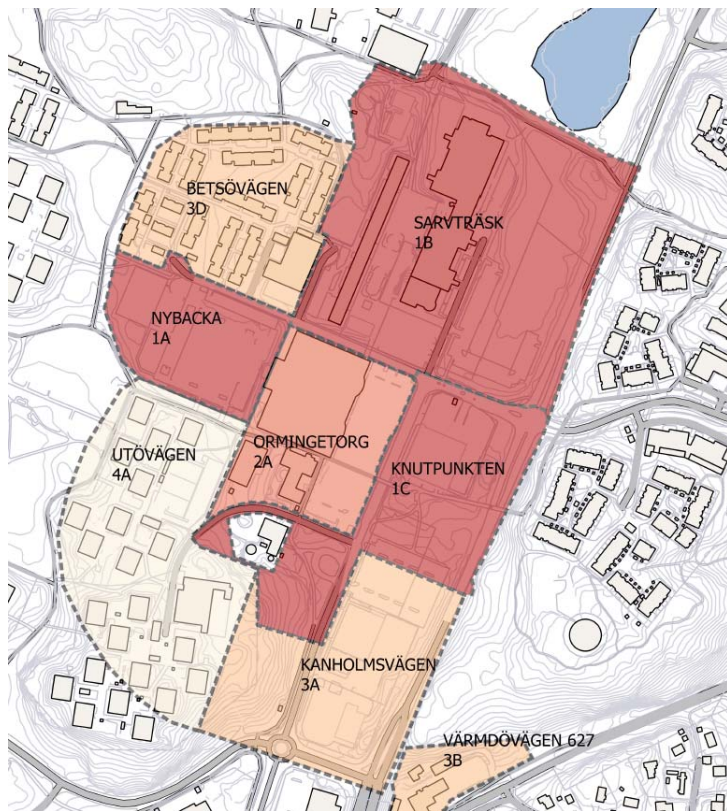 BETSÖVÄGEN
3D
SARVTRÄSK
1B
NYBACKA
1A
ORMINGETORG
2A
UTÖVÄGEN
4A
KNUTPUNKTEN
1C
KANHOLMSVÄGEN
3A
VÄRMDÖVÄGEN 627
3B